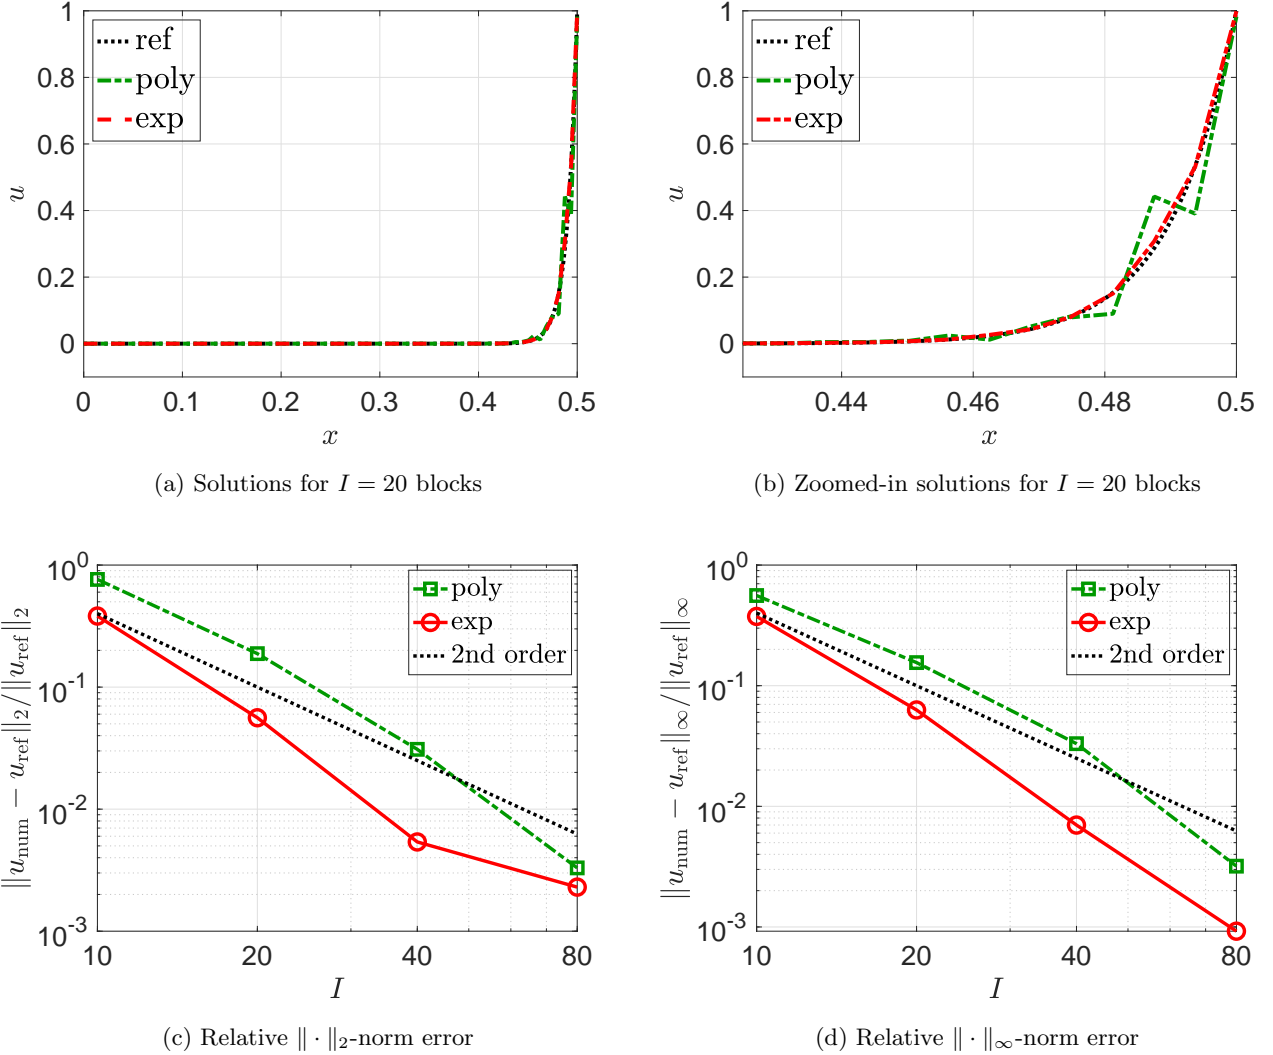 1
0.8
0.6
0.4
0.2
0
u
ref
poly
exp
0 0.1 0.2 0.3 0.4 0.5
x
(a) Solutions for I = 20 blocks
1
0.8
0.6
0.4
0.2
0
u
ref
poly
exp
0.44 0.46 0.48 0.5
x
(b) Zoomed-in solutions for I = 20 blocks
10^0
10^-1
10^-2
10^-3
∥u_num − u_ref∥_2/∥u_ref∥_2
poly
exp
2nd order
10 20 40 80
I
(c) Relative ∥ · ∥_2-norm error
10^0
10^-1
10^-2
10^-3
∥u_num − u_ref∥_∞/∥u_ref∥_∞
poly
exp
2nd order
10 20 40 80
I
(d) Relative ∥ · ∥_∞-norm error